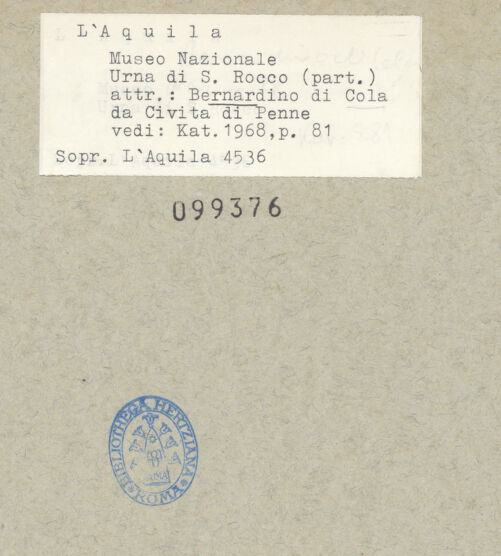 L`Aquila
Museo Nazionale
Urna di S. Rocco (part.)
attr.: Bernardino di Cola
da Civita di Penne
vedi: Kat.1968,p. 81
Sopr. L`Aquila 4536
099376
BIBLIOTHECA HERTZIANA
ROMA